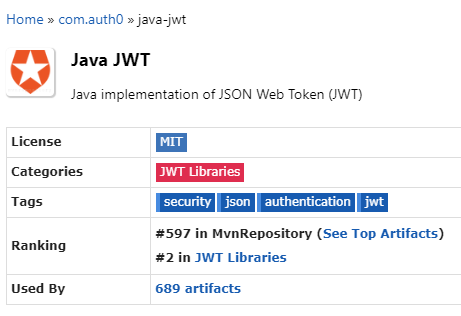 Home » com.auth0 » java-jwt
Java JWT
Java implementation of JSON Web Token (JWT)
License MIT
Categories JWT Libraries
Tags security json authentication jwt
Ranking #597 in MvnRepository (See Top Artifacts)
#2 in JWT Libraries
Used By 689 artifacts